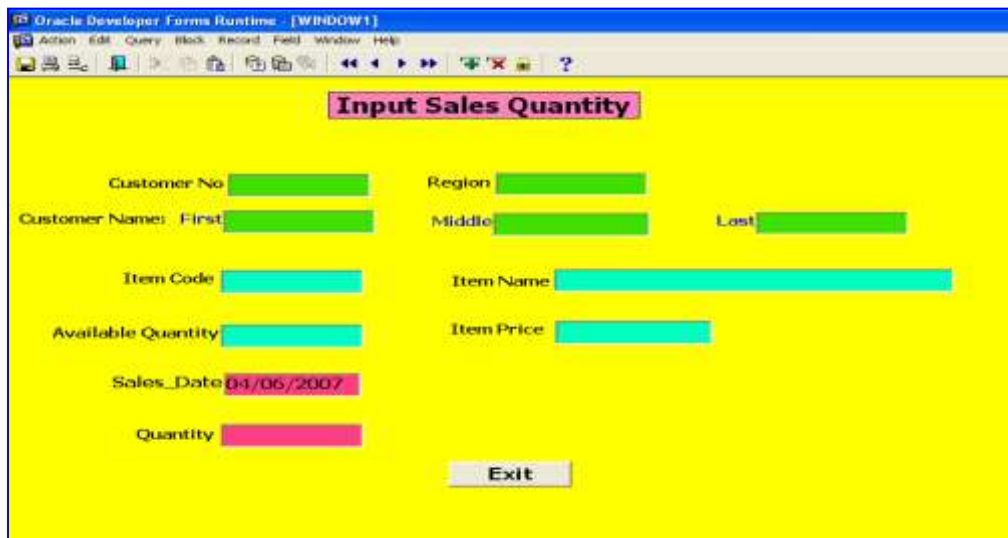 Oracle Developer Forms Runtime - [WINDOW1]
Action Edit Query Block Record Field Window Help
?
Input Sales Quantity
Customer No Region
Customer Name: First Middle Last
Item Code Item Name
Available Quantity Item Price
Sales_Date 04/06/2007
Quantity
Exit